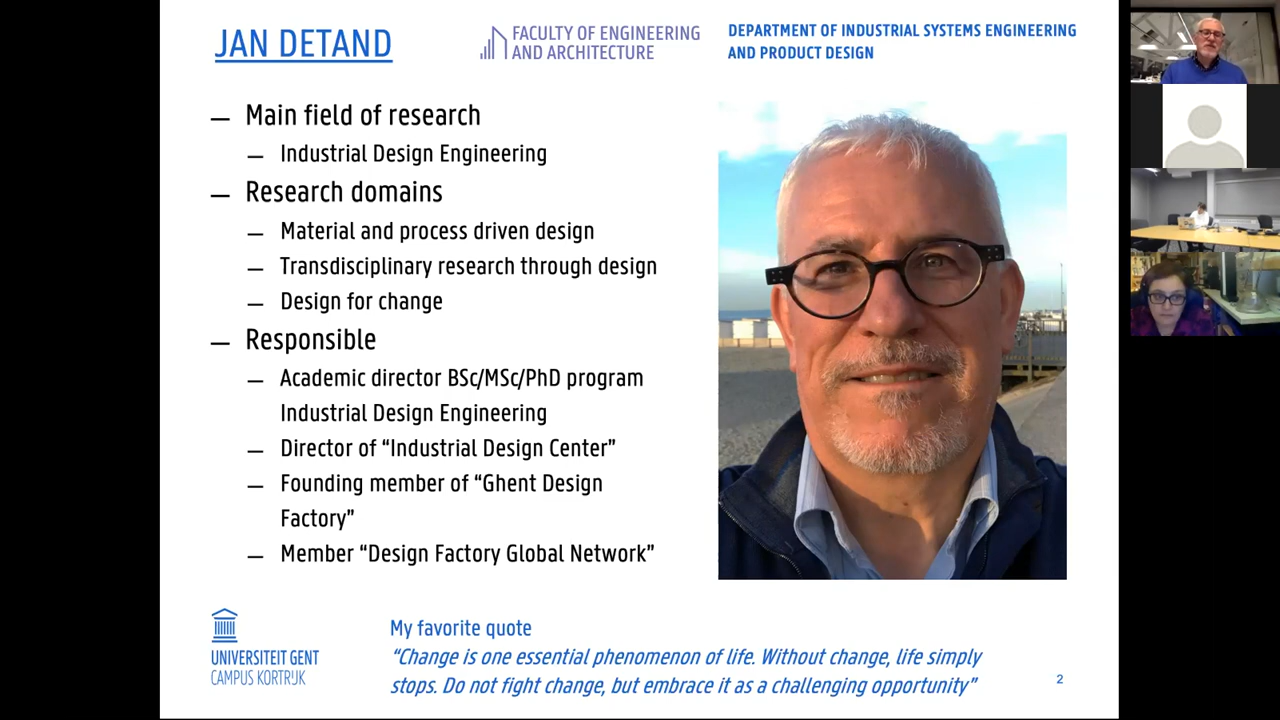 JAN DETAND
FACULTY OF ENGINEERING
AND ARCHITECTURE
DEPARTMENT OF INDUSTRIAL SYSTEMS ENGINEERING
AND PRODUCT DESIGN
— Main field of research
— Industrial Design Engineering
— Research domains
— Material and process driven design
— Transdisciplinary research through design
— Design for change
— Responsible
— Academic director BSc/MSc/PhD program
Industrial Design Engineering
— Director of “Industrial Design Center”
— Founding member of “Ghent Design
Factory”
— Member “Design Factory Global Network”
UNIVERSITEIT GENT
CAMPUS KORTRIJK
My favorite quote
“Change is one essential phenomenon of life. Without change, life simply
stops. Do not fight change, but embrace it as a challenging opportunity”
2